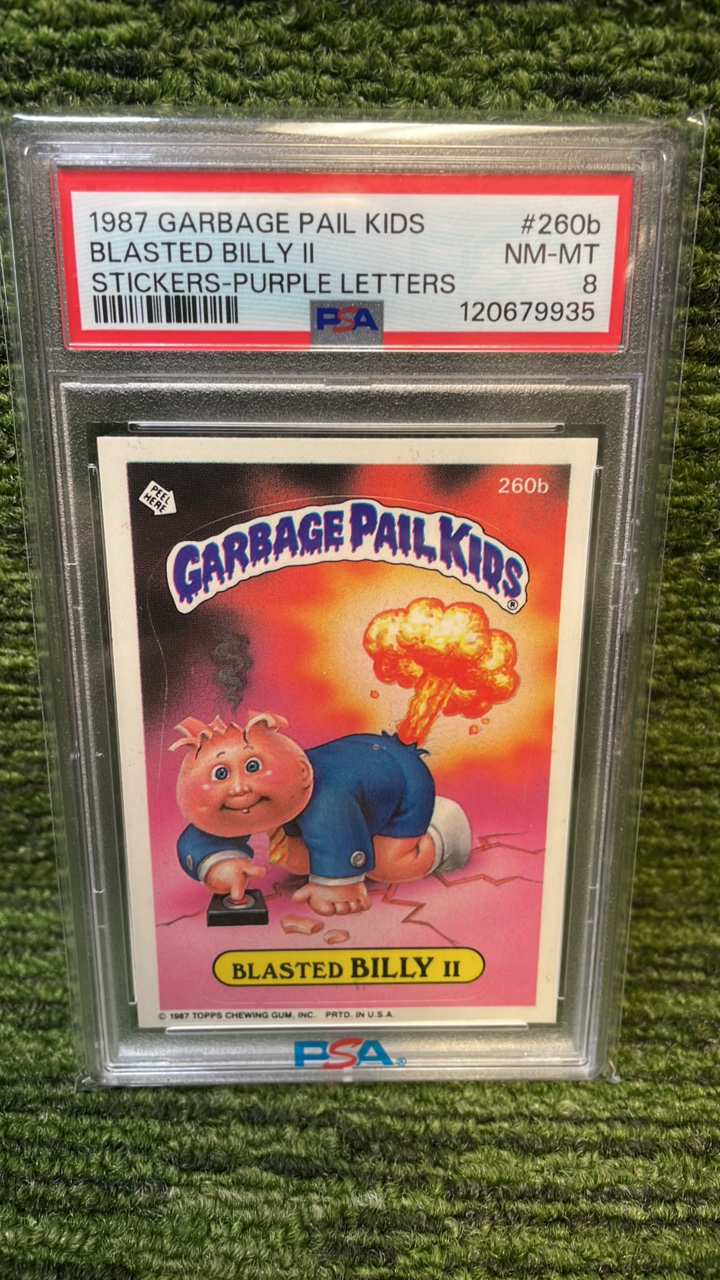 1987 GARBAGE PAIL KIDS #260b
BLASTED BILLY II NM-MT
STICKERS-PURPLE LETTERS 8
PSA 120679935
PEEL
HERE
260b
GARBAGE PAIL KIDS ®
BLASTED BILLY II
© 1987 TOPPS CHEWING GUM, INC. PRTD. IN U.S.A.
PSA®